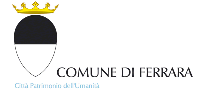 COMUNE DI FERRARA
Città Patrimonio dell'Umanità